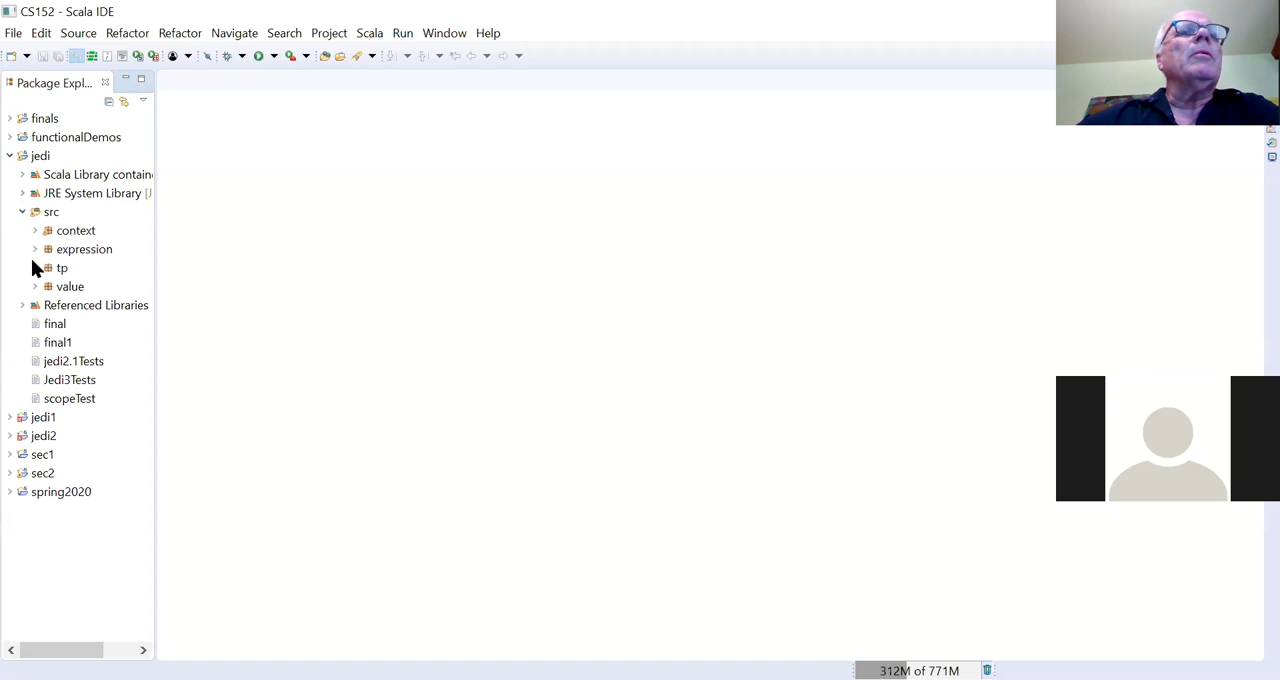 CS152 - Scala IDE
File Edit Source Refactor Refactor Navigate Search Project Scala Run Window Help
Package Expl...
finals
functionalDemos
jedi
Scala Library contain
JRE System Library [J
src
context
expression
tp
value
Referenced Libraries
final
final1
jedi2.1Tests
Jedi3Tests
scopeTest
jedi1
jedi2
sec1
sec2
spring2020
312M of 771M